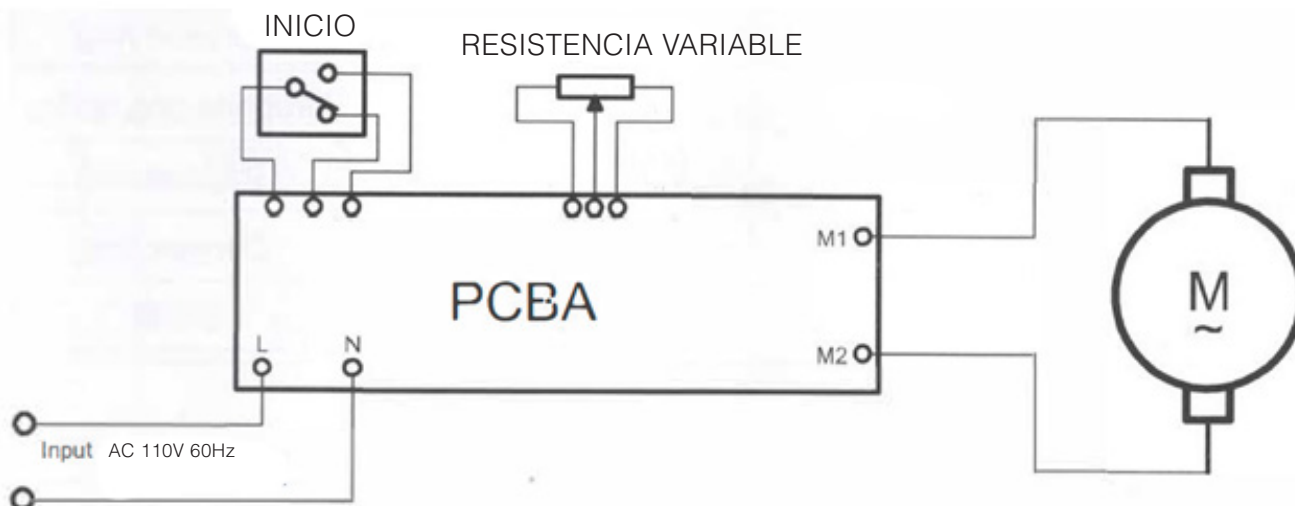 INICIO
RESISTENCIA VARIABLE
M1
PCBA
M
~
L N
M2
Input AC 110V 60Hz